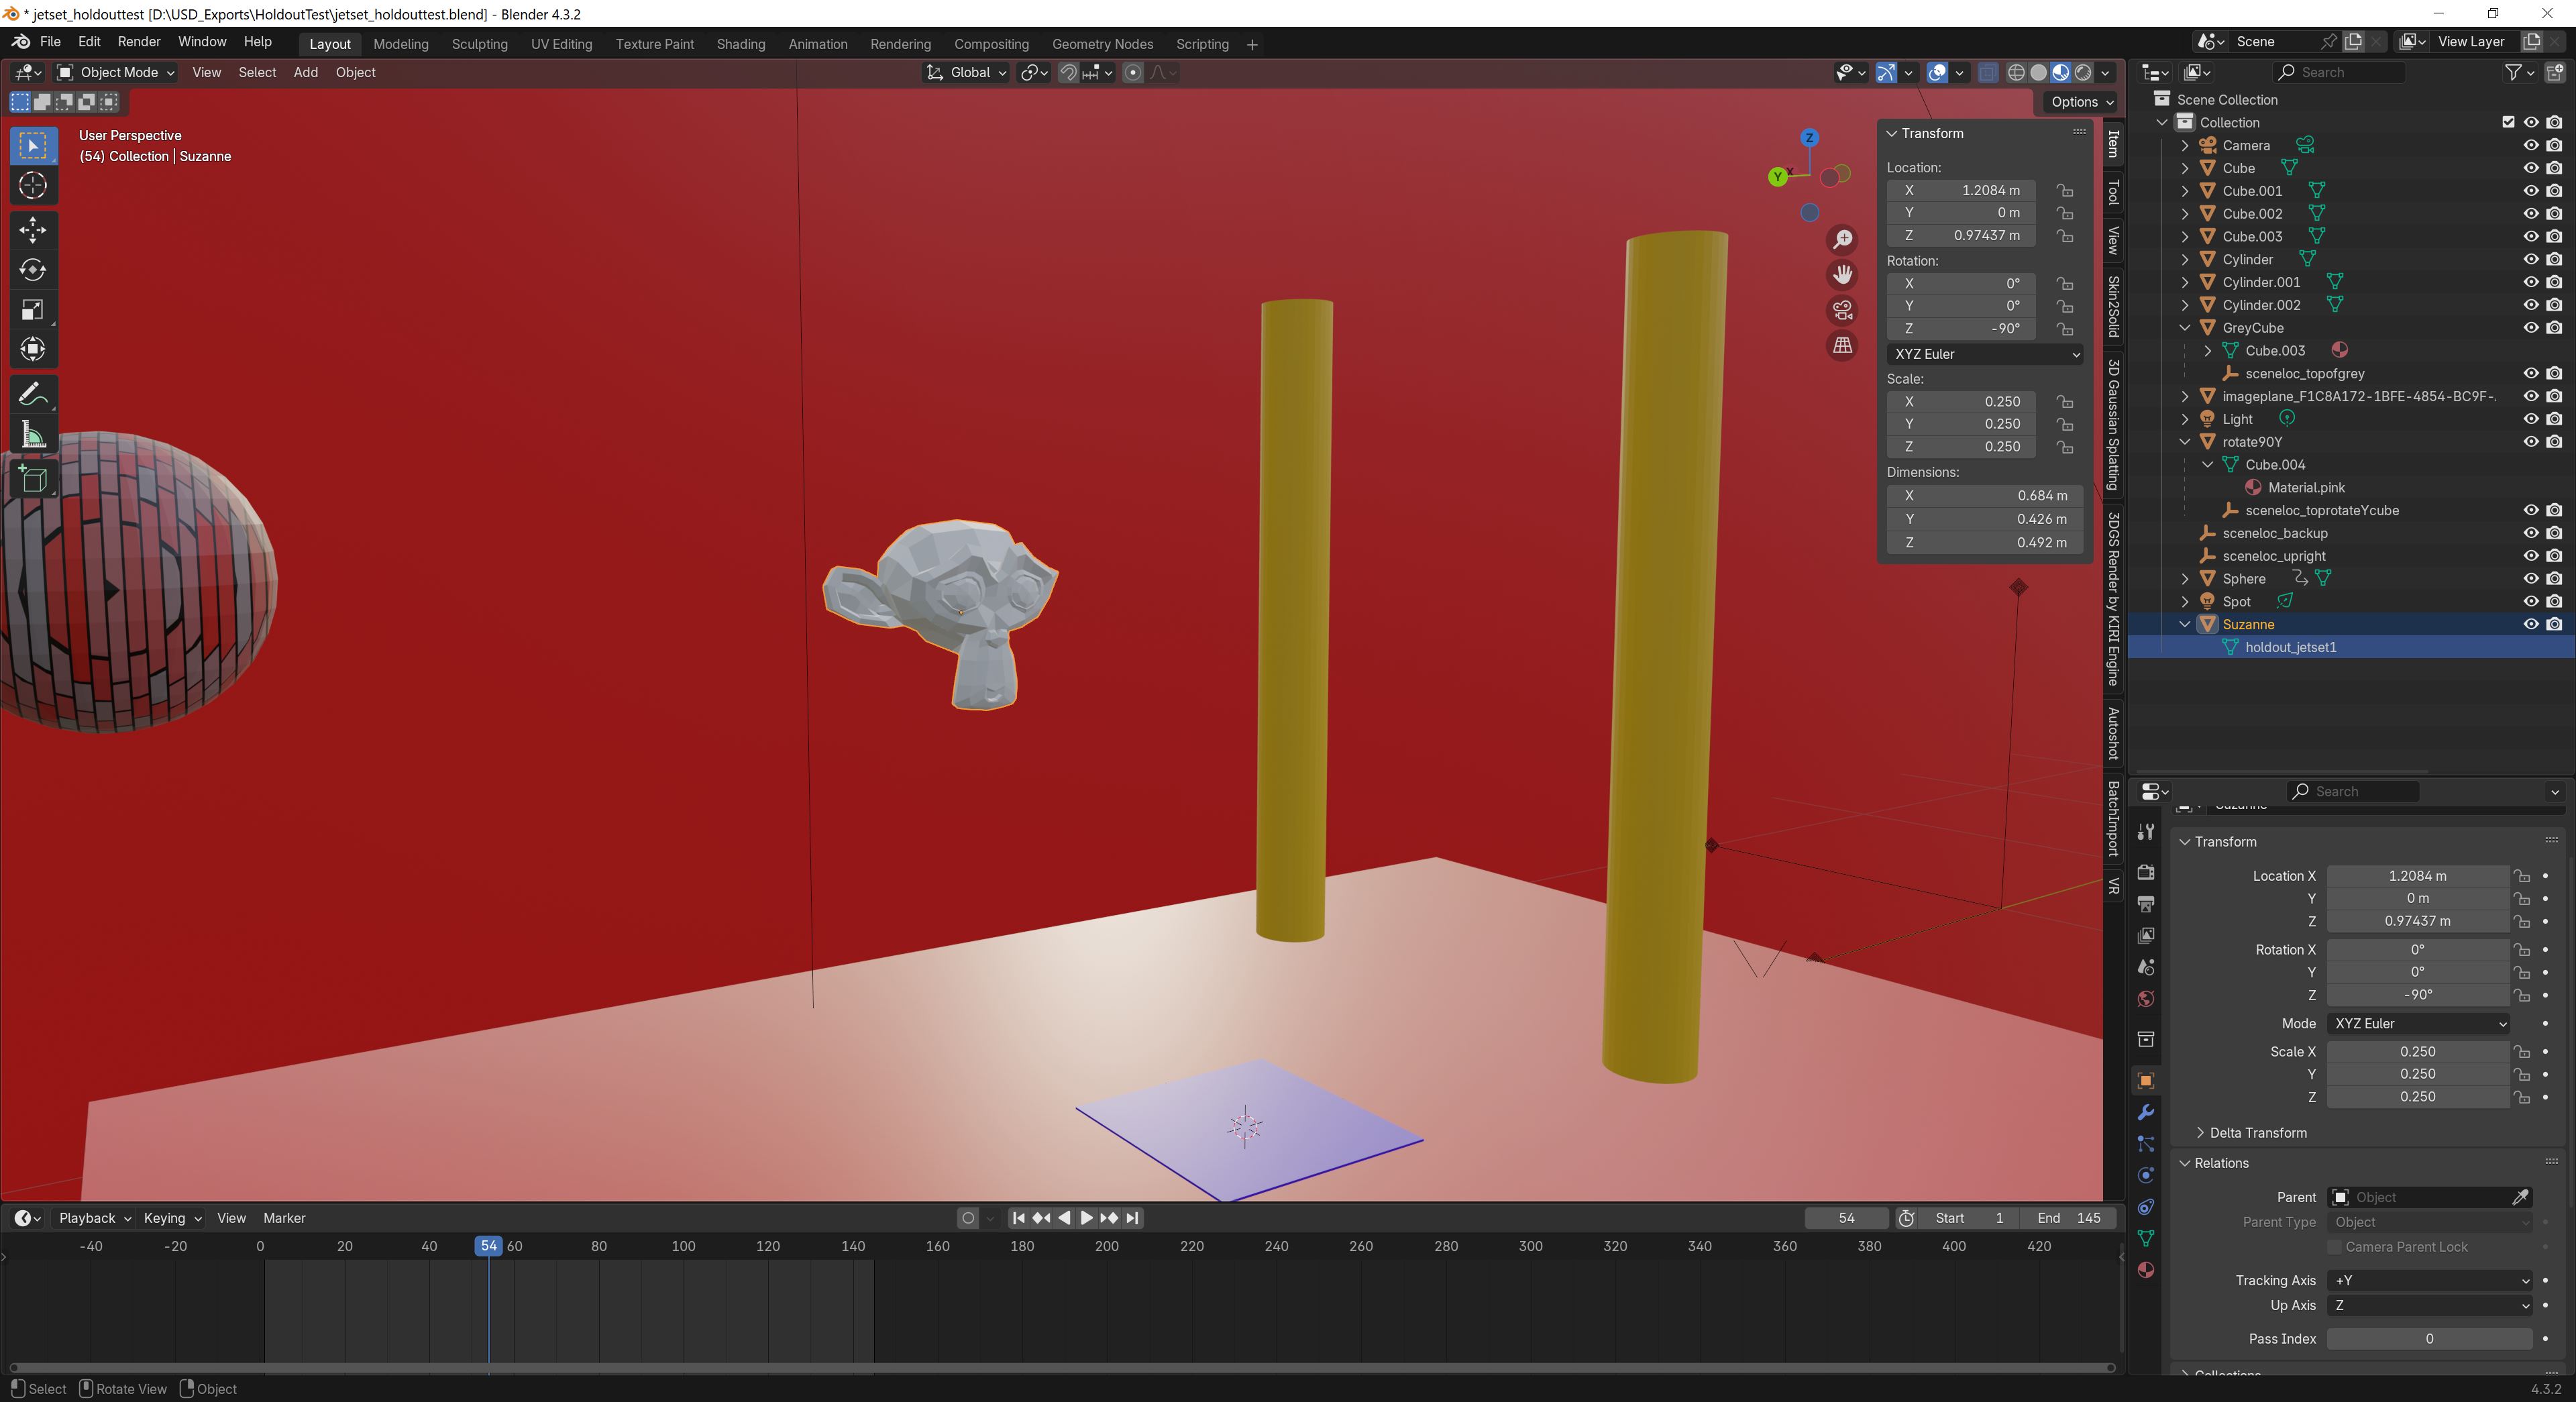 * jetset_holdouttest [D:\USD_Exports\HoldoutTest\jetset_holdouttest.blend] - Blender 4.3.2
File Edit Render Window Help Layout Modeling Sculpting UV Editing Texture Paint Shading Animation Rendering Compositing Geometry Nodes Scripting + Scene View Layer
Object Mode View Select Add Object Global Search
Options
User Perspective
(54) Collection | Suzanne
Z
Y
X
Transform
Location:
X 1.2084 m
Y 0 m
Z 0.97437 m
Rotation:
X 0°
Y 0°
Z -90°
XYZ Euler
Scale:
X 0.250
Y 0.250
Z 0.250
Dimensions:
X 0.684 m
Y 0.426 m
Z 0.492 m
Item
Tool
View
Skin2Solid
3D Gaussian Splatting
3DGS Render by KIRI Engine
Autoshot
BatchImport
VR
Scene Collection
Collection
Camera
Cube
Cube.001
Cube.002
Cube.003
Cylinder
Cylinder.001
Cylinder.002
GreyCube
Cube.003
sceneloc_topofgrey
imageplane_F1C8A172-1BFE-4854-BC9F-.
Light
rotate90Y
Cube.004
Material.pink
sceneloc_toprotateYcube
sceneloc_backup
sceneloc_upright
Sphere
Spot
Suzanne
holdout_jetset1
Search
Transform
Location X 1.2084 m
Y 0 m
Z 0.97437 m
Rotation X 0°
Y 0°
Z -90°
Mode XYZ Euler
Scale X 0.250
Y 0.250
Z 0.250
Delta Transform
Relations
Parent Object
Parent Type Object
Camera Parent Lock
Tracking Axis +Y
Up Axis Z
Pass Index 0
Playback Keying View Marker 54 Start 1 End 145
-40 -20 0 20 40 54 60 80 100 120 140 160 180 200 220 240 260 280 300 320 340 360 380 400 420
Select Rotate View Object 4.3.2